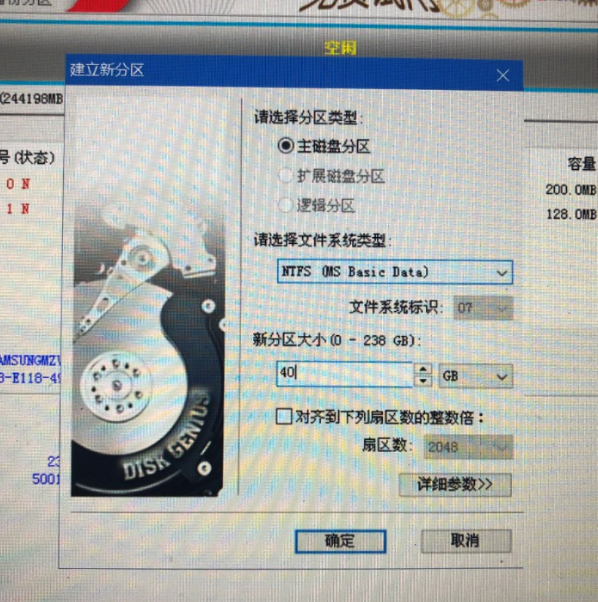 空闲
建立新分区
(244198MB
请选择分区类型:
主磁盘分区
号(状态)
容量
扩展磁盘分区
0 N
200.0MB
逻辑分区
1 N
128.0MB
请选择文件系统类型:
NTFS (MS Basic Data)
文件系统标识: 07
新分区大小(0 - 238 GB):
AMSUNGMZV
40 GB
8-E118-49
对齐到下列扇区数的整数倍:
扇区数: 2048
DISK GENIUS
23
5001
详细参数>>
确定
取消